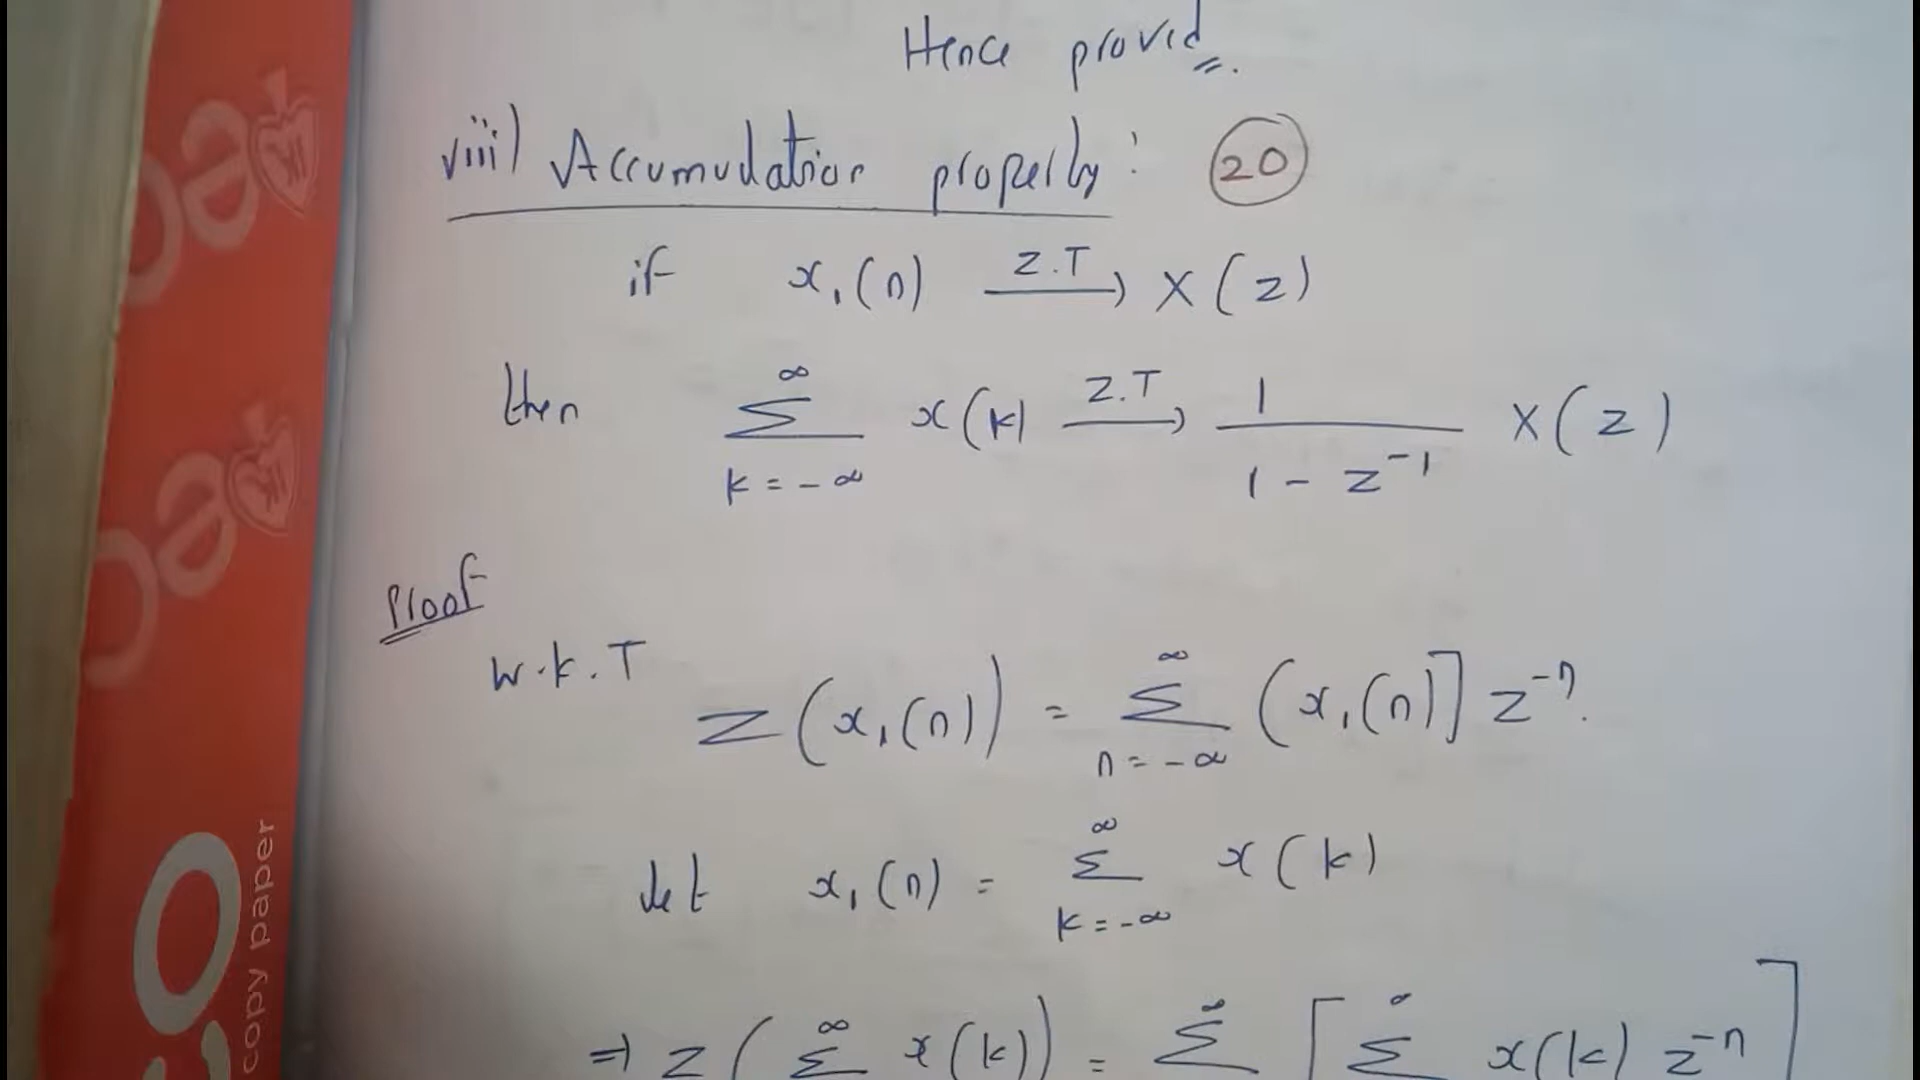 Hence proved.
viii) Accumulation property: 20
if x₁(n) Z.T→ X(z)
then ∞∑k=-∞ x(k) Z.T→ 1/(1 - z⁻¹) X(z)
Proof
W.K.T
Z(x₁(n)) = ∞∑n=-∞ (x₁(n)] z⁻ⁿ.
Let x₁(n) = ∞∑k=-∞ x(k)
=> Z(∞∑ x(k)) = ∞∑ [∞∑ x(k) z⁻ⁿ]
copy paper